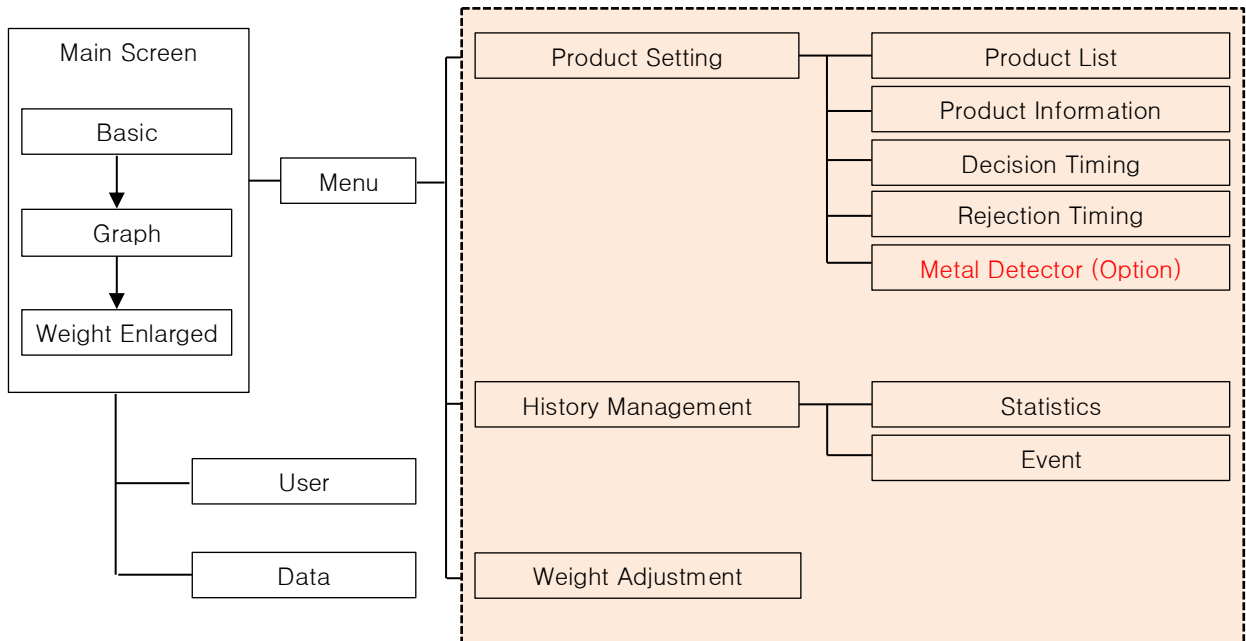 Main Screen
Basic
Graph
Weight Enlarged
Menu
User
Data
Product Setting
Product List
Product Information
Decision Timing
Rejection Timing
Metal Detector (Option)
History Management
Statistics
Event
Weight Adjustment